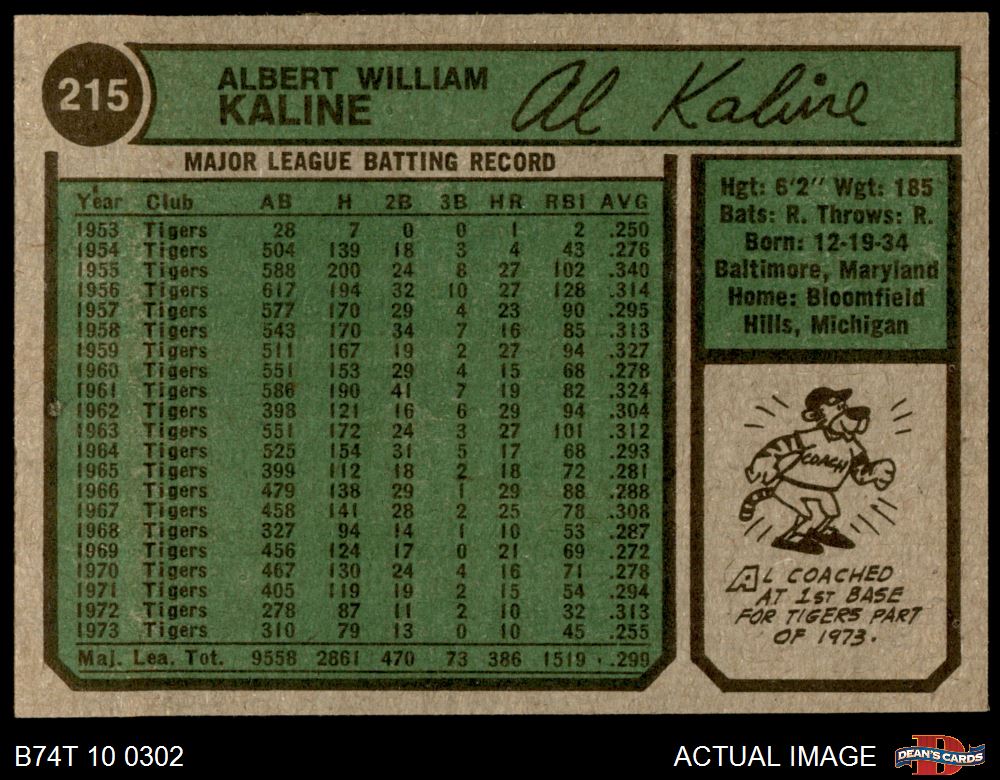 215
ALBERT WILLIAM
KALINE
Al Kaline
MAJOR LEAGUE BATTING RECORD
Year Club AB H 2B 3B HR RBI AVG
1953 Tigers 28 7 0 0 1 2 .250
1954 Tigers 504 139 18 3 4 43 .276
1955 Tigers 588 200 24 8 27 102 .340
1956 Tigers 617 194 32 10 27 128 .314
1957 Tigers 577 170 29 4 23 90 .295
1958 Tigers 543 170 34 7 16 85 .313
1959 Tigers 511 167 19 2 27 94 .327
1960 Tigers 551 153 29 4 15 68 .278
1961 Tigers 586 190 41 7 19 82 .324
1962 Tigers 398 121 16 6 29 94 .304
1963 Tigers 551 172 24 3 27 101 .312
1964 Tigers 525 154 31 5 17 68 .293
1965 Tigers 399 112 18 2 18 72 .281
1966 Tigers 479 138 29 1 29 88 .288
1967 Tigers 458 141 28 2 25 78 .308
1968 Tigers 327 94 14 1 10 53 .287
1969 Tigers 456 124 17 0 21 69 .272
1970 Tigers 467 130 24 4 16 71 .278
1971 Tigers 405 119 19 2 15 54 .294
1972 Tigers 278 87 11 2 10 32 .313
1973 Tigers 310 79 13 0 10 45 .255
Maj. Lea. Tot. 9558 2861 470 73 386 1519 .299
Hgt: 6'2" Wgt: 185
Bats: R. Throws: R.
Born: 12-19-34
Baltimore, Maryland
Home: Bloomfield
Hills, Michigan
COACH
AL COACHED
AT 1ST BASE
FOR TIGERS PART
OF 1973.
B74T 10 0302
ACTUAL IMAGE
DEAN'S CARDS